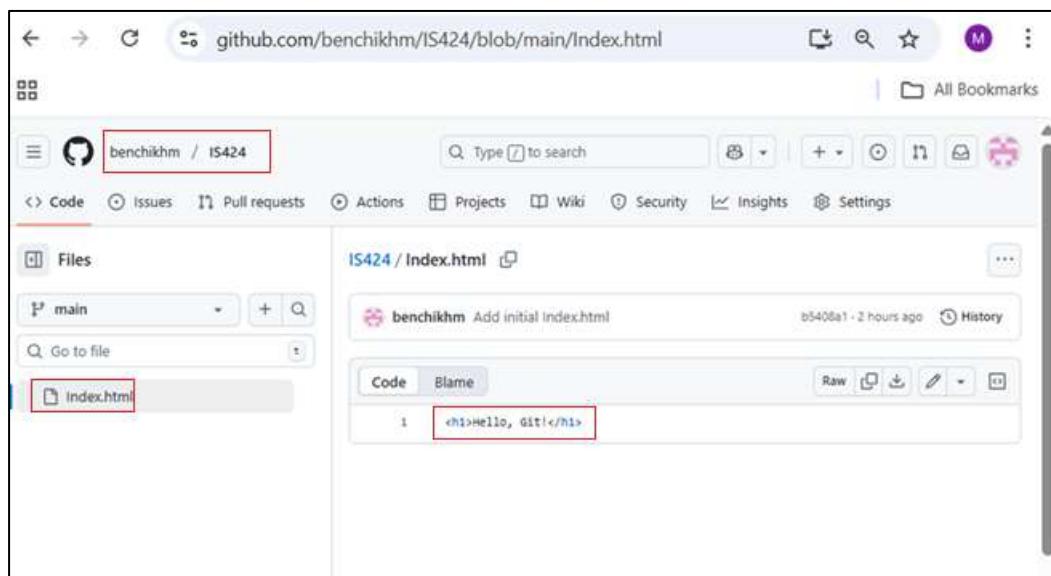 github.com/benchikhm/IS424/blob/main/Index.html M
All Bookmarks
benchikhm / IS424 Type / to search
<> Code Issues Pull requests Actions Projects Wiki Security Insights Settings
Files
IS424 / Index.html
main
benchikhm Add initial Index.html b5408a1 · 2 hours ago History
Go to file t
Code Blame Raw
Index.html
1 <h1>Hello, Git!</h1>